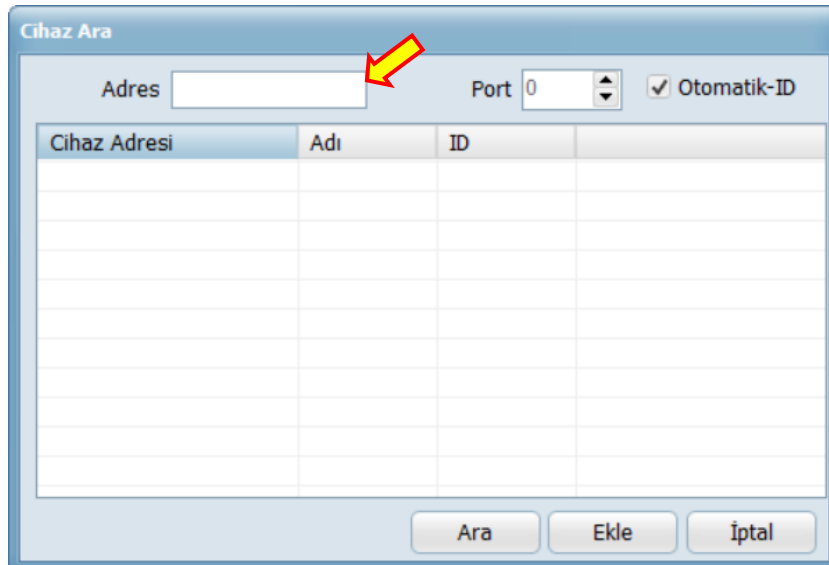 Cihaz Ara
Adres Port 0 Otomatik-ID
Cihaz Adresi Adı ID
Ara Ekle İptal